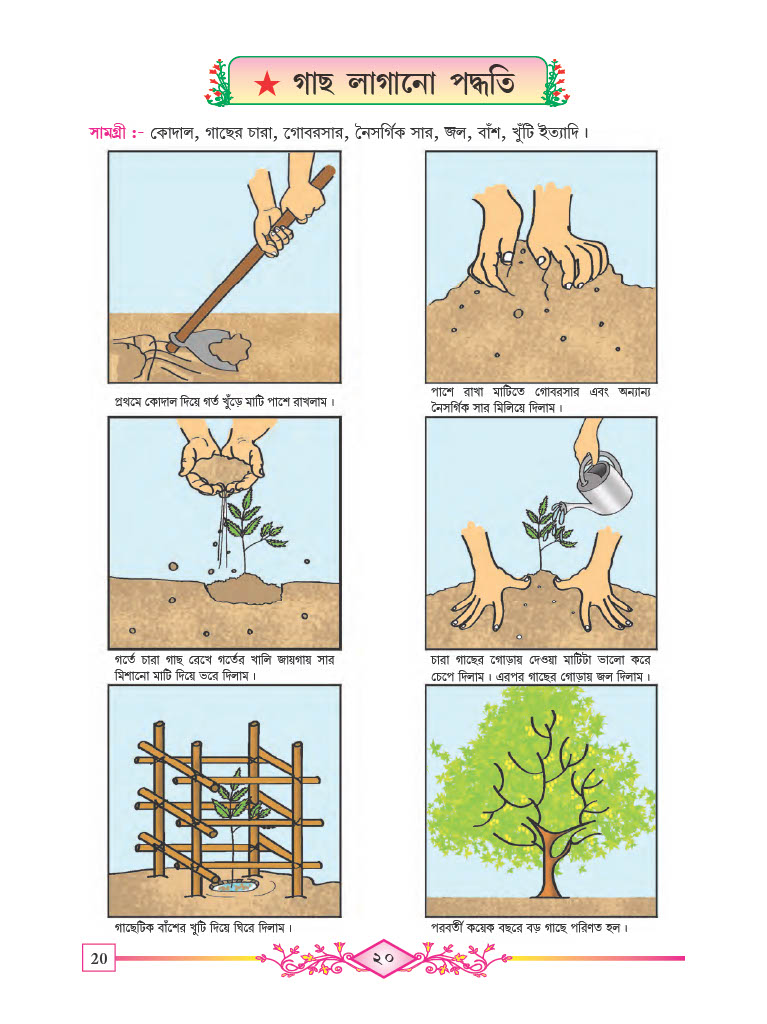 ★ গাছ লাগানো পদ্ধতি
সামগ্রী :- কোদাল, গাছের চারা, গোবরসার, নৈসর্গিক সার, জল, বাঁশ, খুঁটি ইত্যাদি।
প্রথমে কোদাল দিয়ে গর্ত খুঁড়ে মাটি পাশে রাখলাম।
পাশে রাখা মাটিতে গোবরসার এবং অন্যান্য
নৈসর্গিক সার মিলিয়ে দিলাম।
গর্তে চারা গাছ রেখে গর্তের খালি জায়গায় সার
মিশানো মাটি দিয়ে ভরে দিলাম।
চারা গাছের গোড়ায় দেওয়া মাটিটা ভালো করে
চেপে দিলাম। এরপর গাছের গোড়ায় জল দিলাম।
গাছেটিক বাঁশের খুটি দিয়ে ঘিরে দিলাম।
পরবর্তী কয়েক বছরে বড় গাছে পরিণত হল।
20
২০